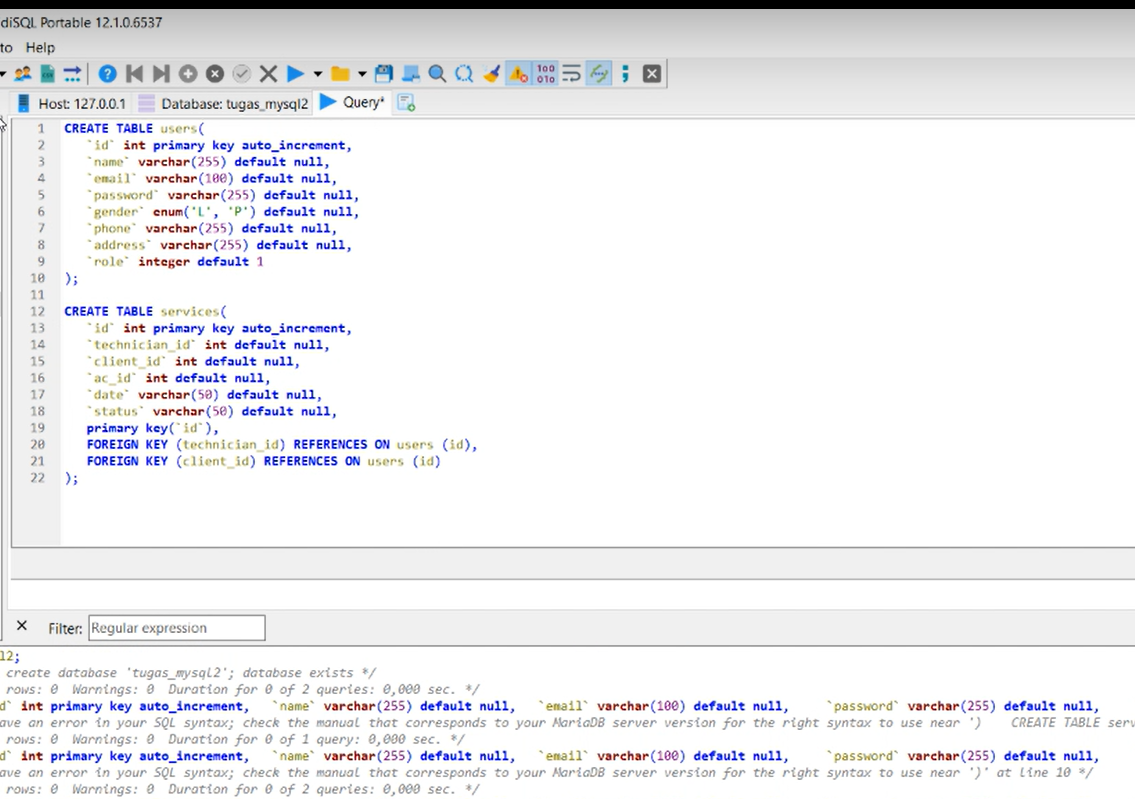 diSQL Portable 12.1.0.6537
to Help
Host: 127.0.0.1 Database: tugas_mysql2 Query*
1 CREATE TABLE users(
2 `id` int primary key auto_increment,
3 `name` varchar(255) default null,
4 `email` varchar(100) default null,
5 `password` varchar(255) default null,
6 `gender` enum('L', 'P') default null,
7 `phone` varchar(255) default null,
8 `address` varchar(255) default null,
9 `role` integer default 1
10 );
11
12 CREATE TABLE services(
13 `id` int primary key auto_increment,
14 `technician_id` int default null,
15 `client_id` int default null,
16 `ac_id` int default null,
17 `date` varchar(50) default null,
18 `status` varchar(50) default null,
19 primary key(`id`),
20 FOREIGN KEY (technician_id) REFERENCES ON users (id),
21 FOREIGN KEY (client_id) REFERENCES ON users (id)
22 );
Filter: Regular expression
l2;
create database 'tugas_mysql2'; database exists */
rows: 0 Warnings: 0 Duration for 0 of 2 queries: 0,000 sec. */
d` int primary key auto_increment, `name` varchar(255) default null, `email` varchar(100) default null, `password` varchar(255) default null,
ave an error in your SQL syntax; check the manual that corresponds to your MariaDB server version for the right syntax to use near ') CREATE TABLE serv
rows: 0 Warnings: 0 Duration for 0 of 1 query: 0,000 sec. */
d` int primary key auto_increment, `name` varchar(255) default null, `email` varchar(100) default null, `password` varchar(255) default null,
ave an error in your SQL syntax; check the manual that corresponds to your MariaDB server version for the right syntax to use near ')' at line 10 */
rows: 0 Warnings: 0 Duration for 0 of 2 queries: 0,000 sec. */